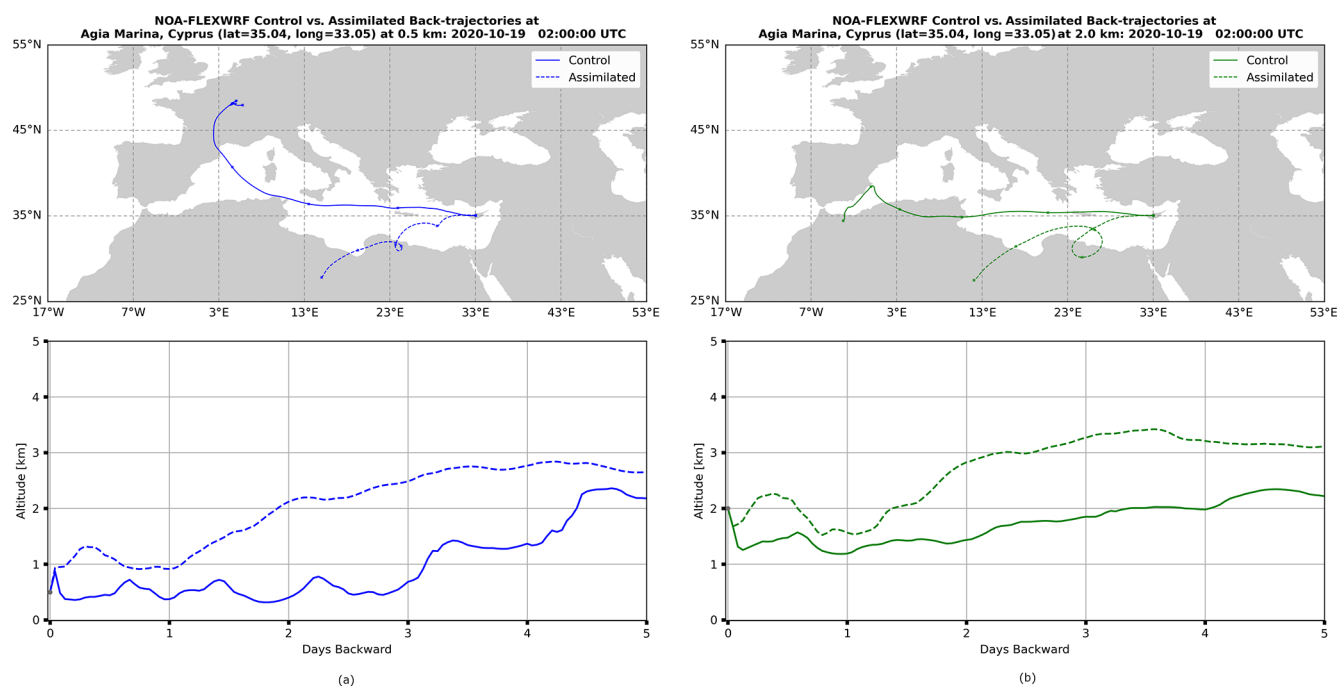 NOA-FLEXWRF Control vs. Assimilated Back-trajectories at
Agia Marina, Cyprus (lat=35.04, long=33.05) at 0.5 km: 2020-10-19 02:00:00 UTC
55°N
45°N
35°N
25°N
Control
Assimilated
17°W 7°W 3°E 13°E 23°E 33°E 43°E 53°E
5
4
3
2
1
0
Altitude [km]
0 1 2 3 4 5
Days Backward
(a)
NOA-FLEXWRF Control vs. Assimilated Back-trajectories at
Agia Marina, Cyprus (lat=35.04, long=33.05) at 2.0 km: 2020-10-19 02:00:00 UTC
55°N
45°N
35°N
25°N
Control
Assimilated
17°W 7°W 3°E 13°E 23°E 33°E 43°E 53°E
5
4
3
2
1
0
Altitude [km]
0 1 2 3 4 5
Days Backward
(b)